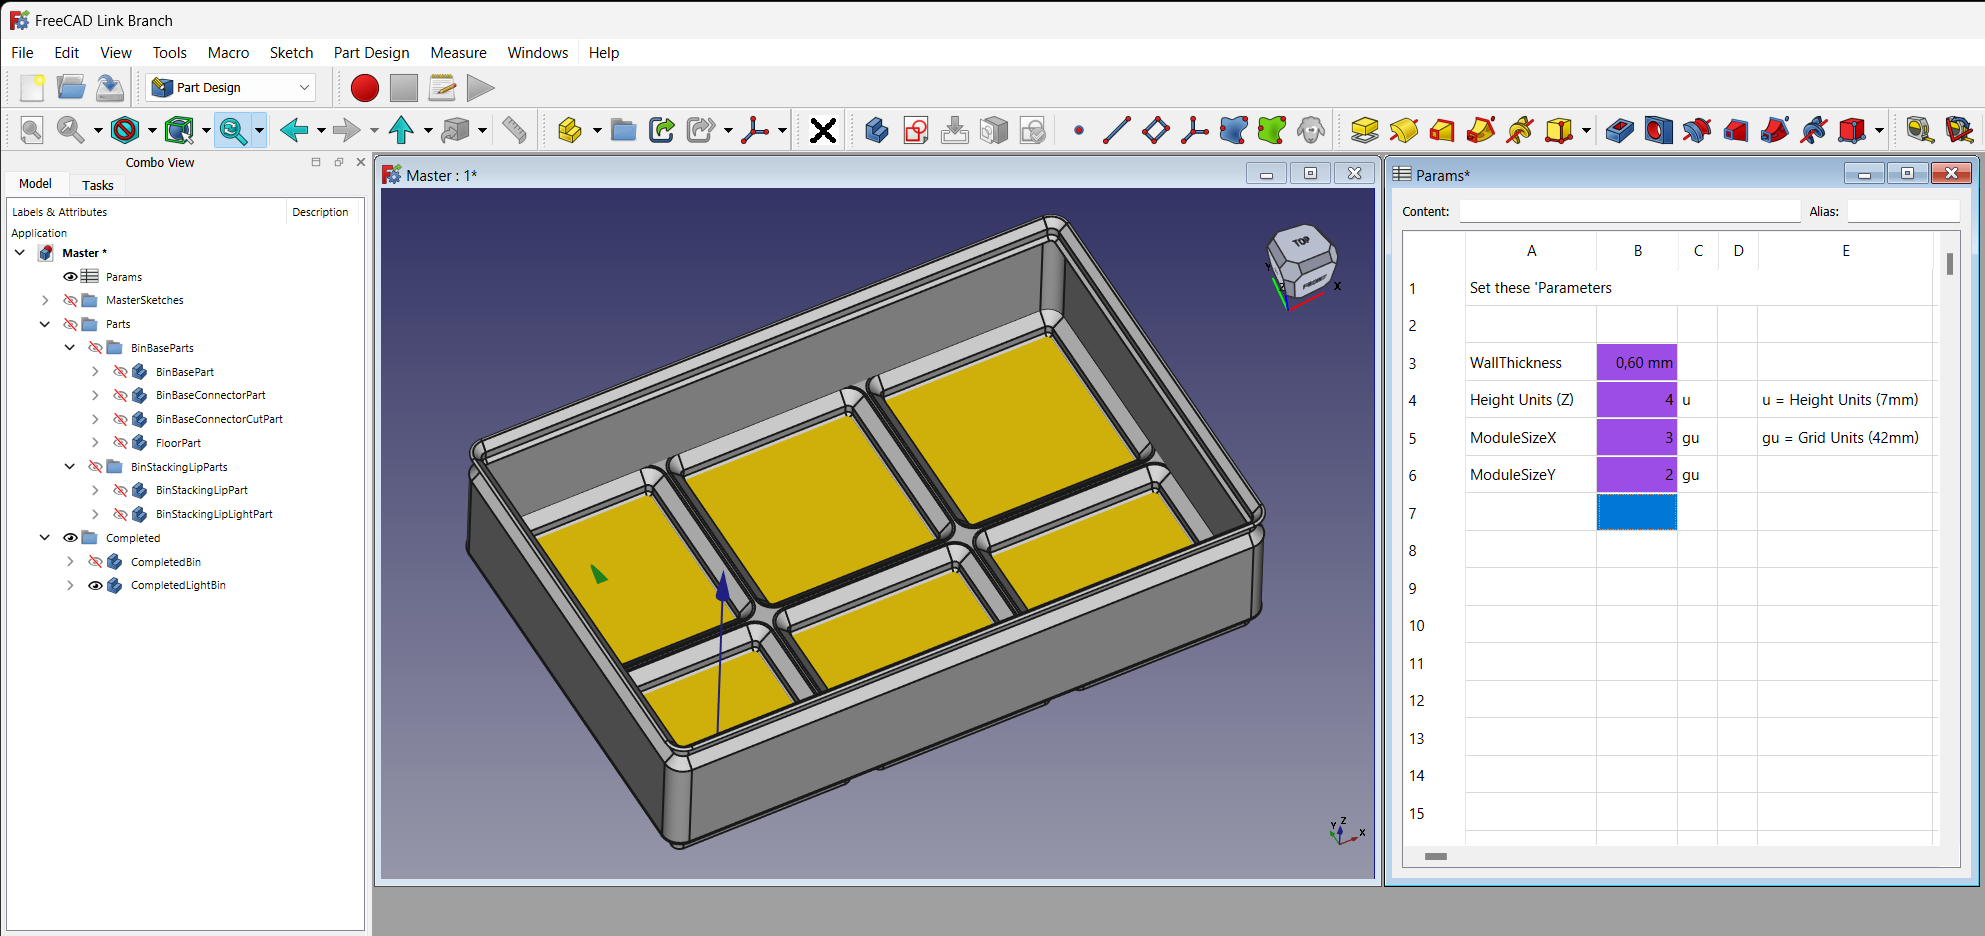 FreeCAD Link Branch
File Edit View Tools Macro Sketch Part Design Measure Windows Help
Part Design
Combo View
Model Tasks
Labels & Attributes Description
Application
Master *
Params
MasterSketches
Parts
BinBaseParts
BinBasePart
BinBaseConnectorPart
BinBaseConnectorCutPart
FloorPart
BinStackingLipParts
BinStackingLipPart
BinStackingLipLightPart
Completed
CompletedBin
CompletedLightBin
Master : 1*
TOP
FRONT
Y
Z
X
Y Z X
Params*
Content: Alias:
A B C D E
1 Set these 'Parameters
2
3 WallThickness 0,60 mm
4 Height Units (Z) 4 u u = Height Units (7mm)
5 ModuleSizeX 3 gu gu = Grid Units (42mm)
6 ModuleSizeY 2 gu
7
8
9
10
11
12
13
14
15